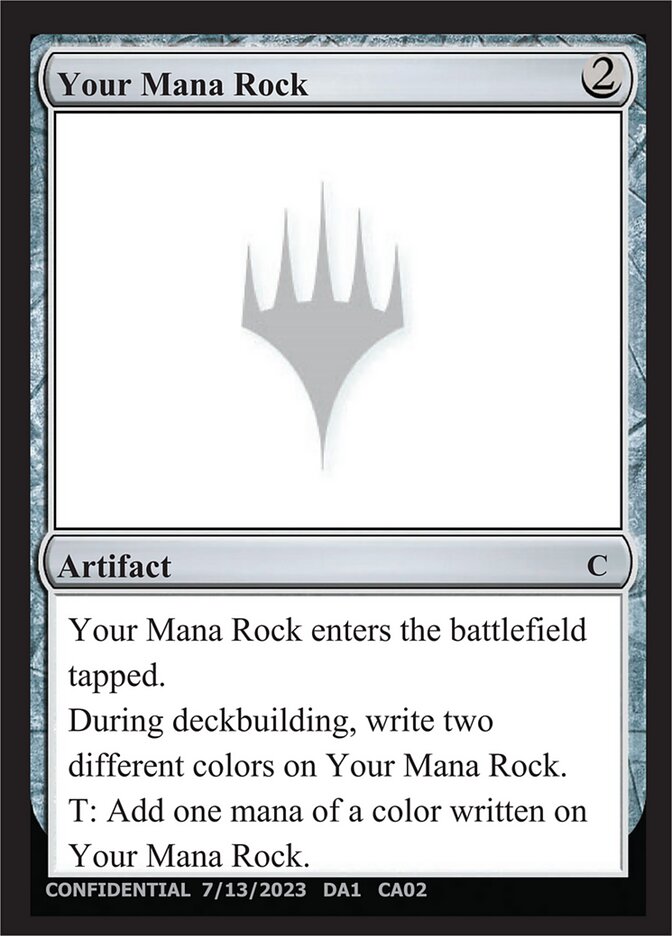 Your Mana Rock 2
Artifact C
Your Mana Rock enters the battlefield
tapped.
During deckbuilding, write two
different colors on Your Mana Rock.
T: Add one mana of a color written on
Your Mana Rock.
CONFIDENTIAL 7/13/2023 DA1 CA02